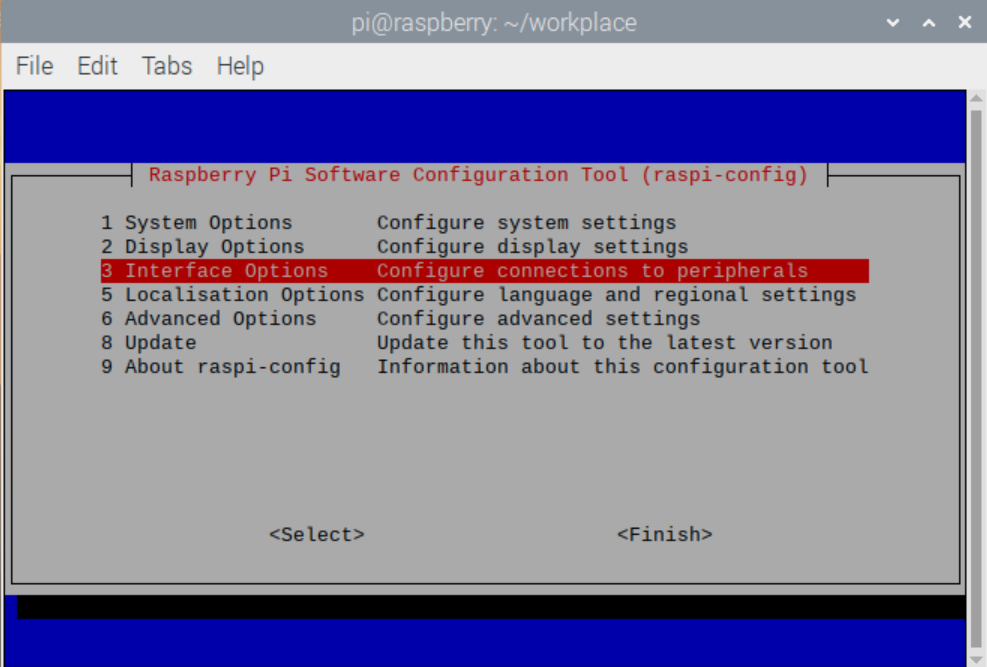 pi@raspberry: ~/workplace
File Edit Tabs Help
Raspberry Pi Software Configuration Tool (raspi-config)
1 System Options Configure system settings
2 Display Options Configure display settings
3 Interface Options Configure connections to peripherals
5 Localisation Options Configure language and regional settings
6 Advanced Options Configure advanced settings
8 Update Update this tool to the latest version
9 About raspi-config Information about this configuration tool
<Select> <Finish>